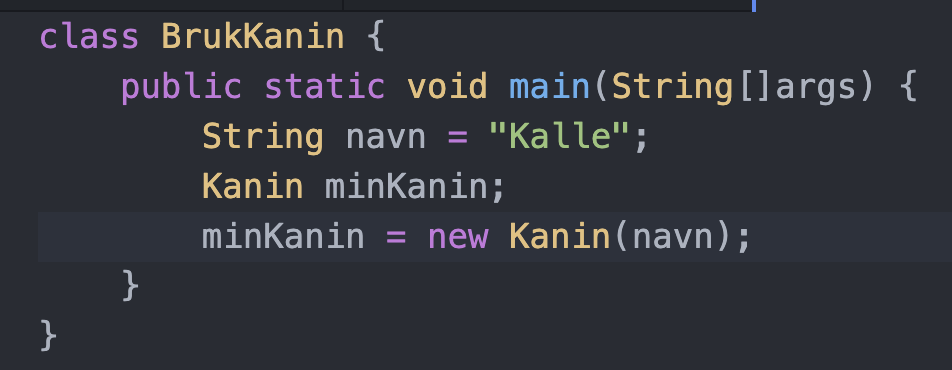 class BrukKanin {
    public static void main(String[]args) {
        String navn = "Kalle";
        Kanin minKanin;
        minKanin = new Kanin(navn);
    }
}